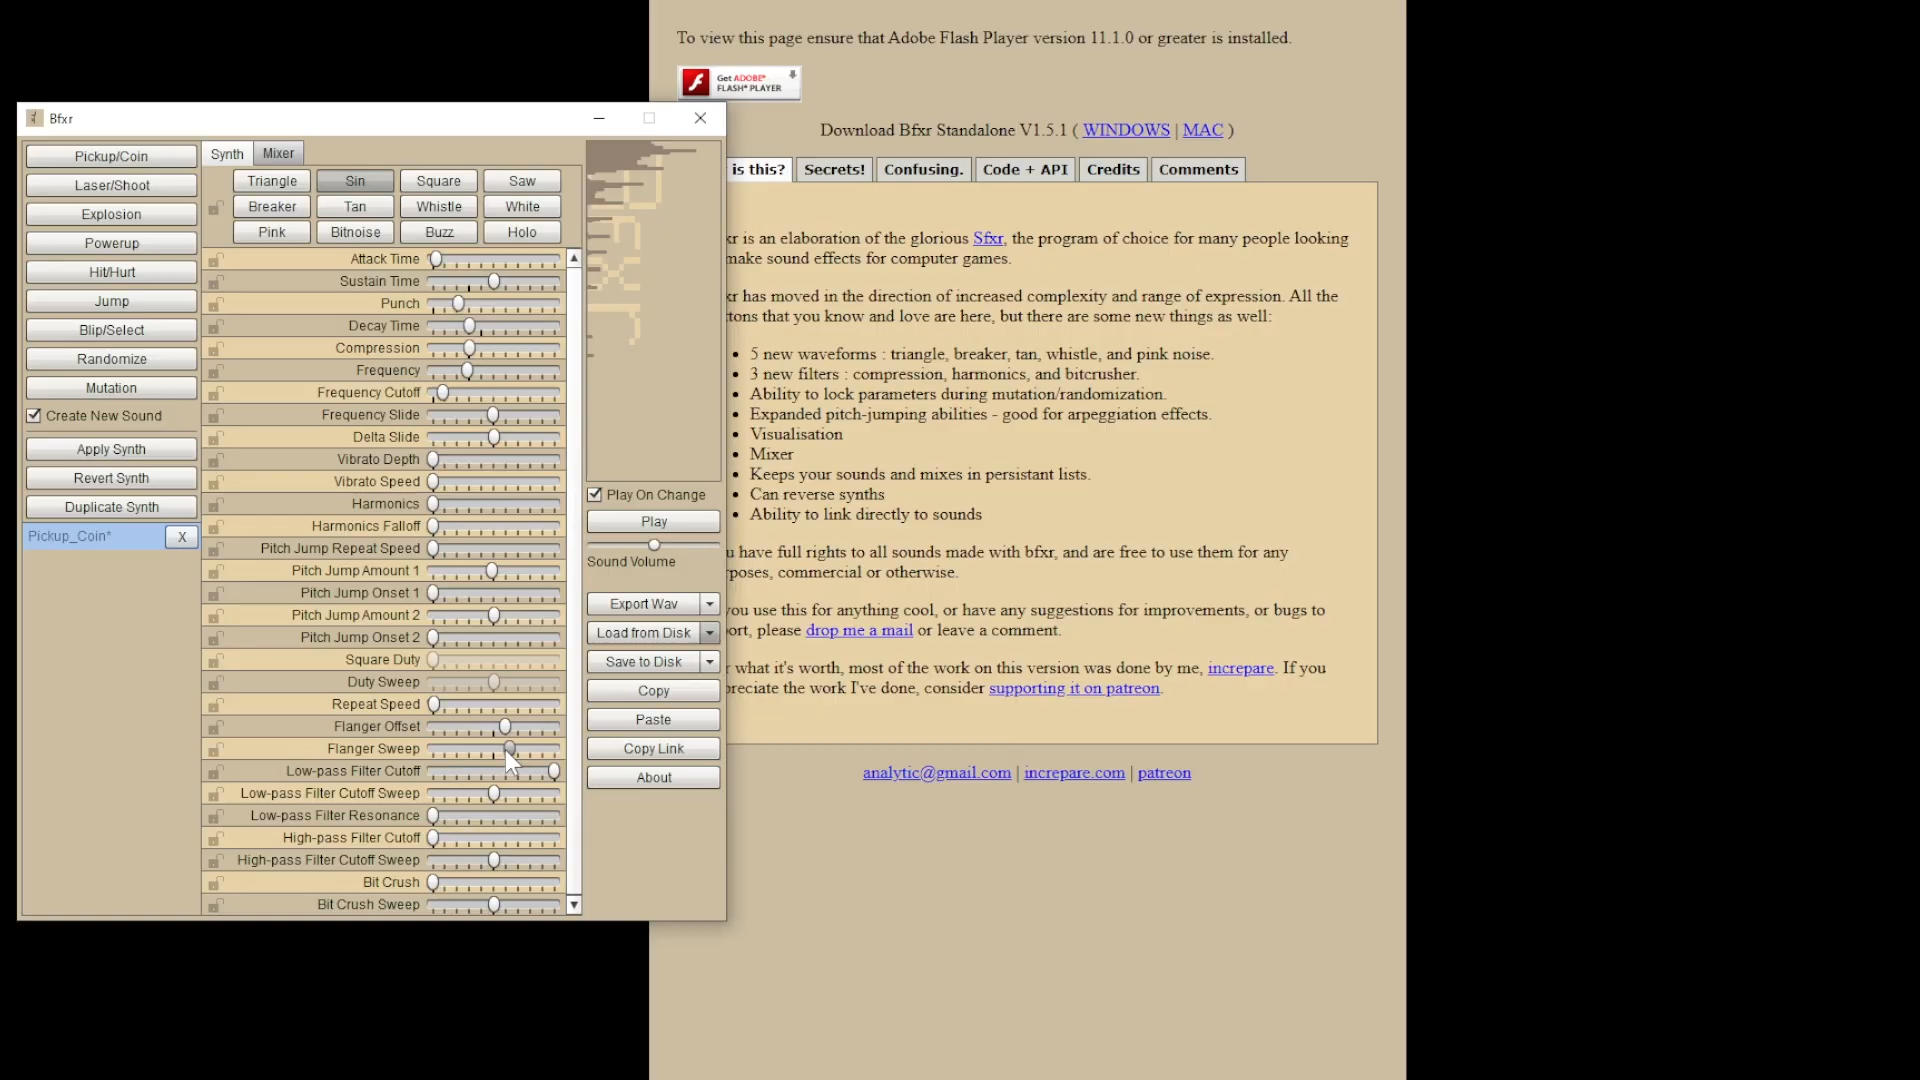 To view this page ensure that Adobe Flash Player version 11.1.0 or greater is installed.
Get ADOBE®
FLASH® PLAYER
Download Bfxr Standalone V1.5.1 ( WINDOWS | MAC )
is this?
Secrets!
Confusing.
Code + API
Credits
Comments
xr is an elaboration of the glorious Sfxr, the program of choice for many people looking
make sound effects for computer games.
xr has moved in the direction of increased complexity and range of expression. All the
tons that you know and love are here, but there are some new things as well:
• 5 new waveforms : triangle, breaker, tan, whistle, and pink noise.
• 3 new filters : compression, harmonics, and bitcrusher.
• Ability to lock parameters during mutation/randomization.
• Expanded pitch-jumping abilities - good for arpeggiation effects.
• Visualisation
• Mixer
• Keeps your sounds and mixes in persistant lists.
• Can reverse synths
• Ability to link directly to sounds
u have full rights to all sounds made with bfxr, and are free to use them for any
poses, commercial or otherwise.
you use this for anything cool, or have any suggestions for improvements, or bugs to
ort, please drop me a mail or leave a comment.
r what it's worth, most of the work on this version was done by me, increpare. If you
preciate the work I've done, consider supporting it on patreon.
analytic@gmail.com | increpare.com | patreon
Bfxr
Pickup/Coin
Laser/Shoot
Explosion
Powerup
Hit/Hurt
Jump
Blip/Select
Randomize
Mutation
Create New Sound
Apply Synth
Revert Synth
Duplicate Synth
Pickup_Coin*
X
Synth
Mixer
Triangle
Sin
Square
Saw
Breaker
Tan
Whistle
White
Pink
Bitnoise
Buzz
Holo
Attack Time
Sustain Time
Punch
Decay Time
Compression
Frequency
Frequency Cutoff
Frequency Slide
Delta Slide
Vibrato Depth
Vibrato Speed
Harmonics
Harmonics Falloff
Pitch Jump Repeat Speed
Pitch Jump Amount 1
Pitch Jump Onset 1
Pitch Jump Amount 2
Pitch Jump Onset 2
Square Duty
Duty Sweep
Repeat Speed
Flanger Offset
Flanger Sweep
Low-pass Filter Cutoff
Low-pass Filter Cutoff Sweep
Low-pass Filter Resonance
High-pass Filter Cutoff
High-pass Filter Cutoff Sweep
Bit Crush
Bit Crush Sweep
Bfxr
Play On Change
Play
Sound Volume
Export Wav
Load from Disk
Save to Disk
Copy
Paste
Copy Link
About